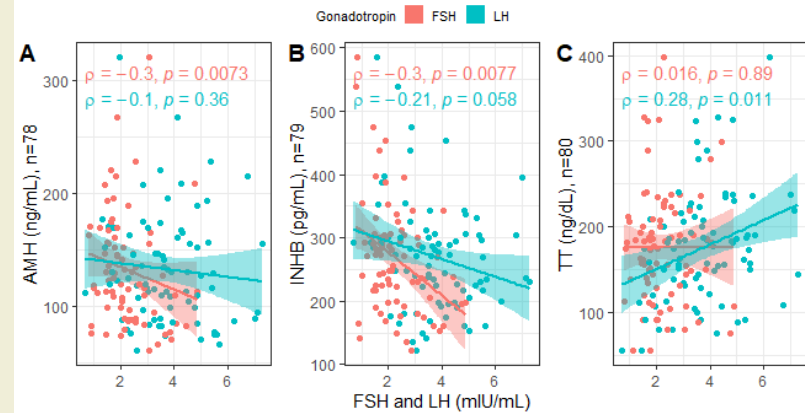 Gonadotropin FSH LH
A B C
ρ = −0.3, p = 0.0073
ρ = −0.1, p = 0.36
AMH (ng/mL), n=78
300
200
100
2 4 6
ρ = −0.3, p = 0.0077
ρ = −0.21, p = 0.058
INHB (pg/mL), n=79
600
500
400
300
200
100
2 4 6
ρ = 0.016, p = 0.89
ρ = 0.28, p = 0.011
TT (ng/dL), n=80
400
300
200
100
2 4 6
FSH and LH (mIU/mL)